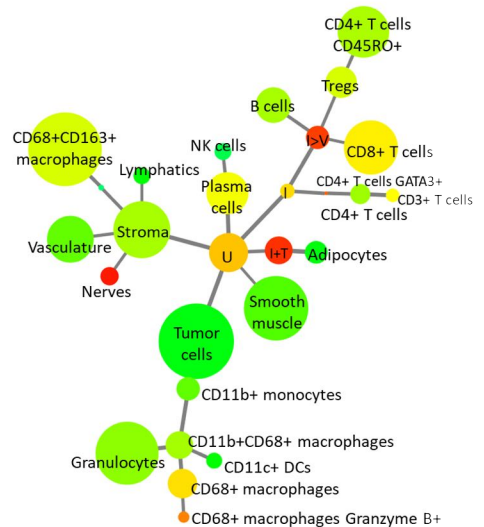 CD4+ T cells
CD45RO+
Tregs
B cells
I>V
CD8+ T cells
CD68+CD163+
macrophages
NK cells
Lymphatics
Plasma
cells
I
CD4+ T cells GATA3+
CD3+ T cells
CD4+ T cells
Stroma
Vasculature
U
I+T
Adipocytes
Nerves
Smooth
muscle
Tumor
cells
CD11b+ monocytes
CD11b+CD68+ macrophages
Granulocytes
CD11c+ DCs
CD68+ macrophages
CD68+ macrophages Granzyme B+